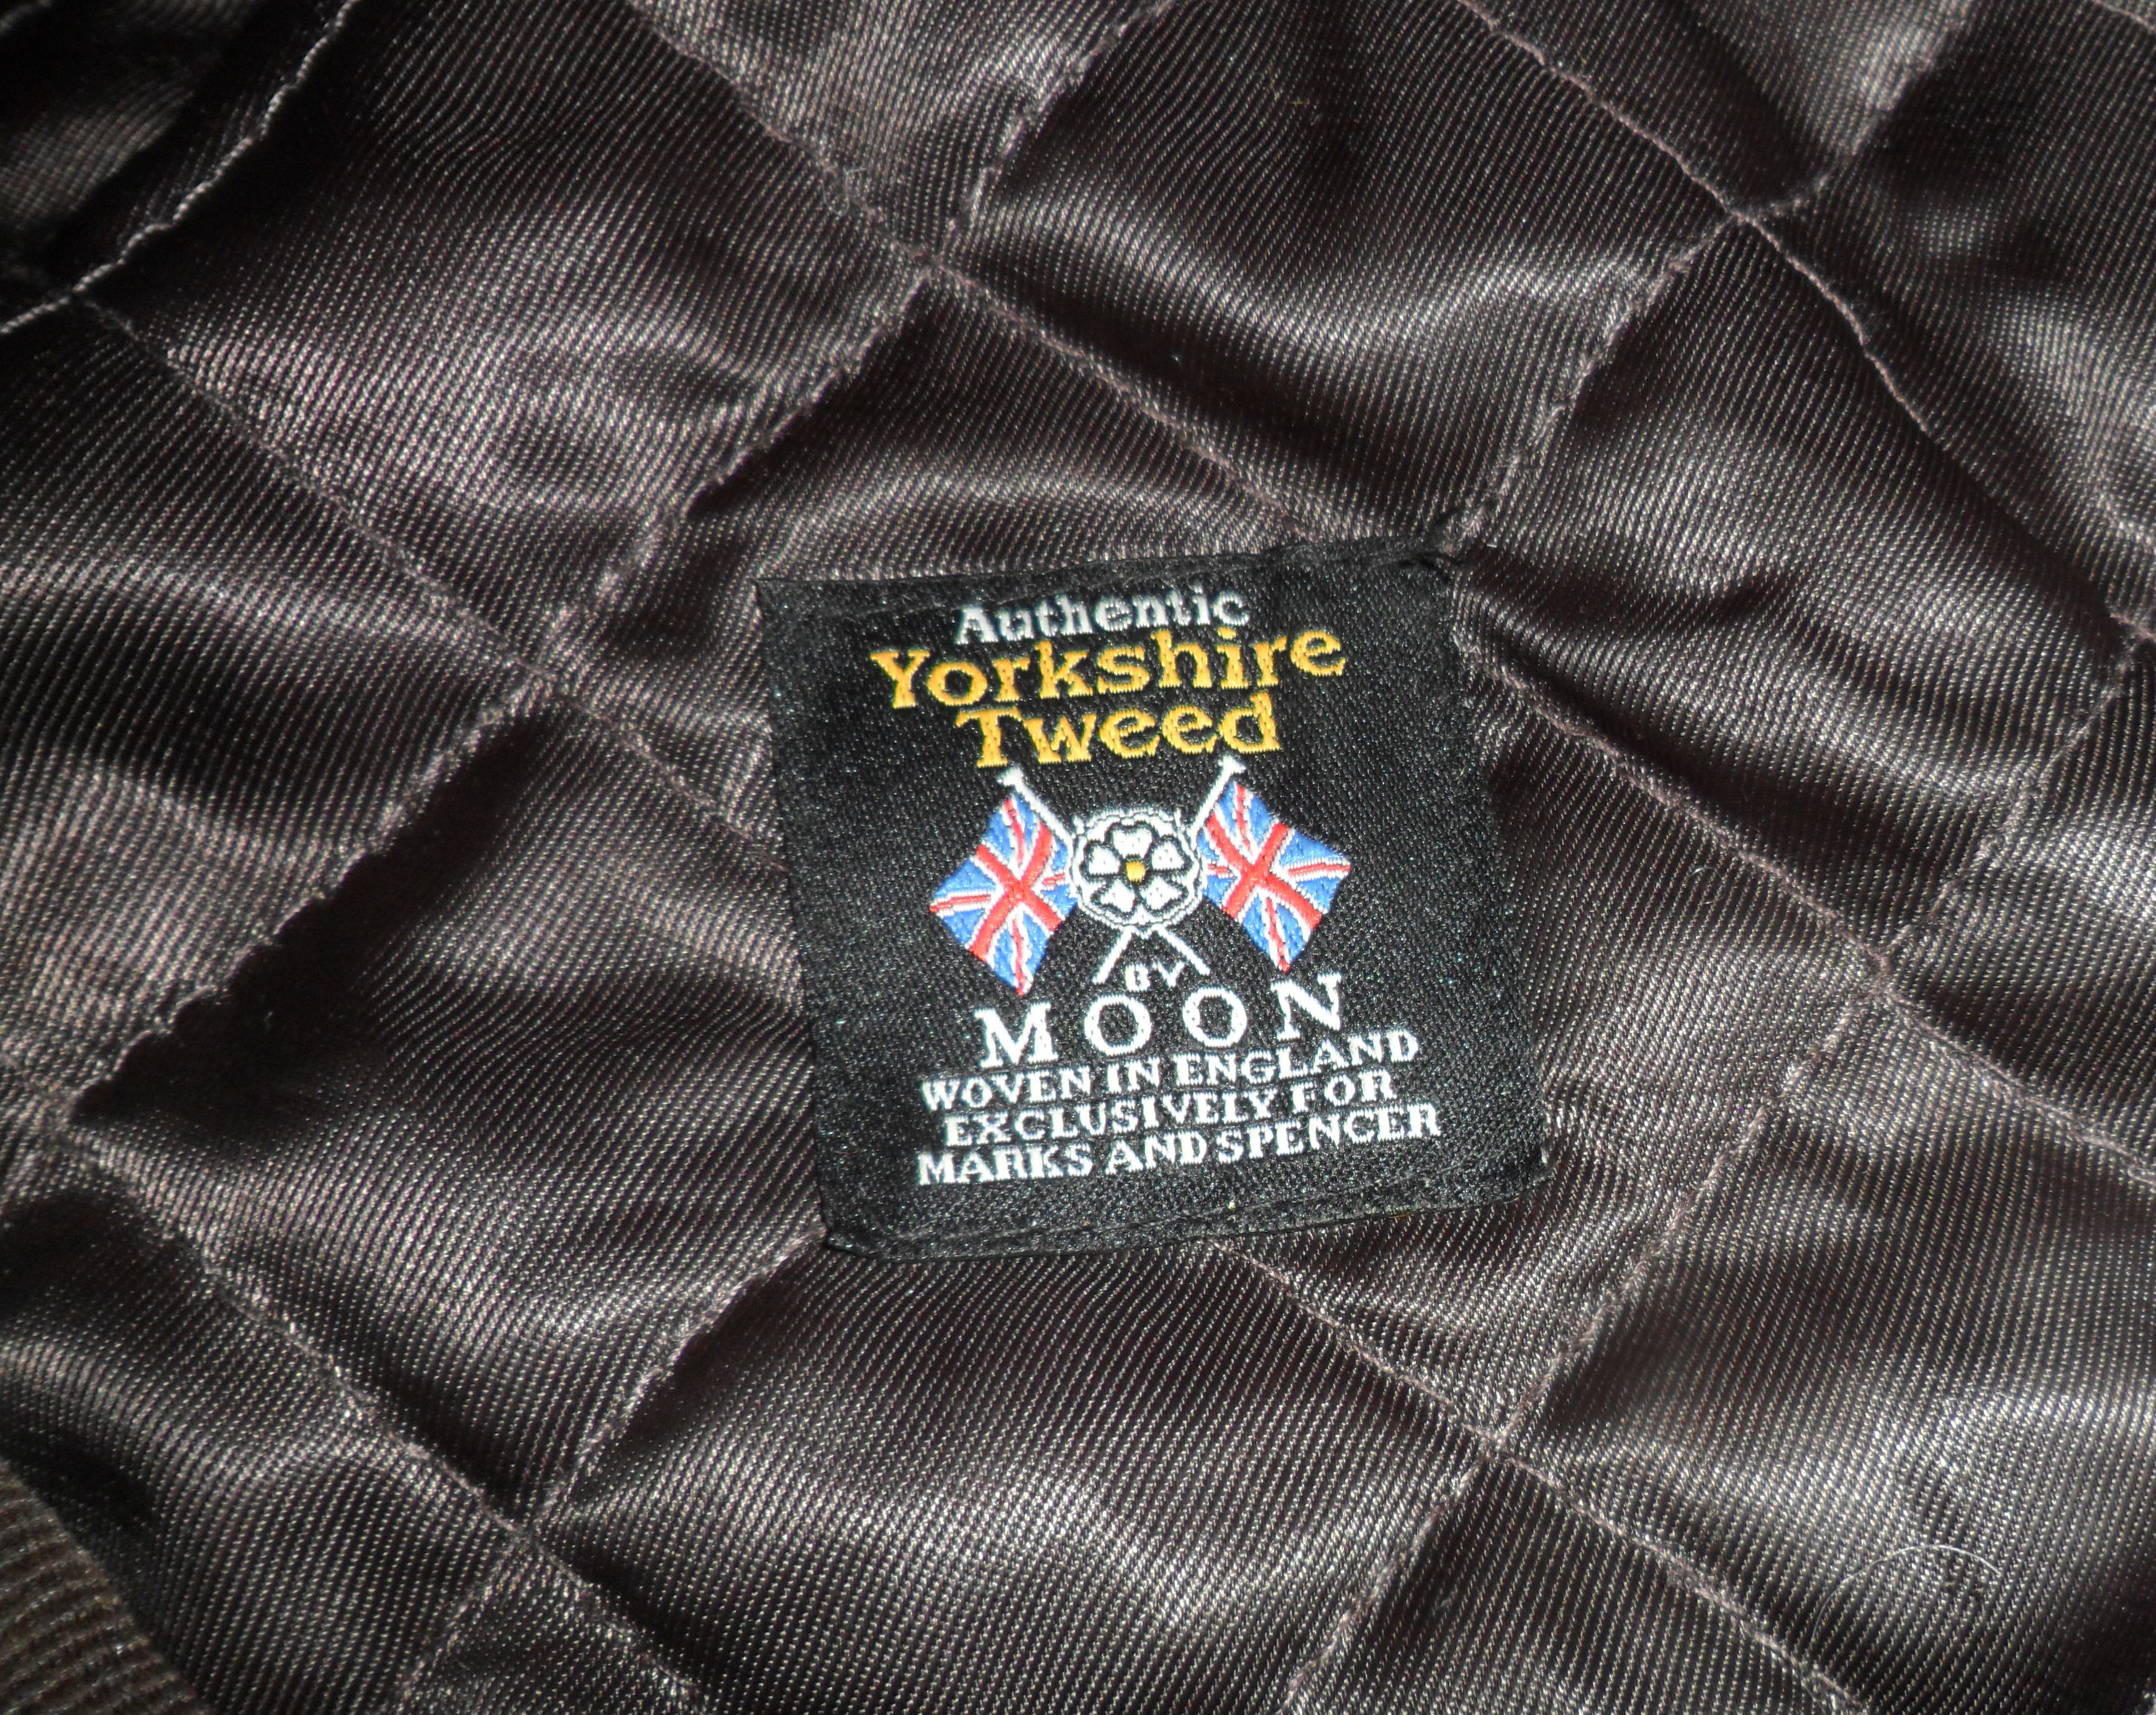 Authentic
Yorkshire
Tweed
BY
MOON
WOVEN IN ENGLAND
EXCLUSIVELY FOR
MARKS AND SPENCER